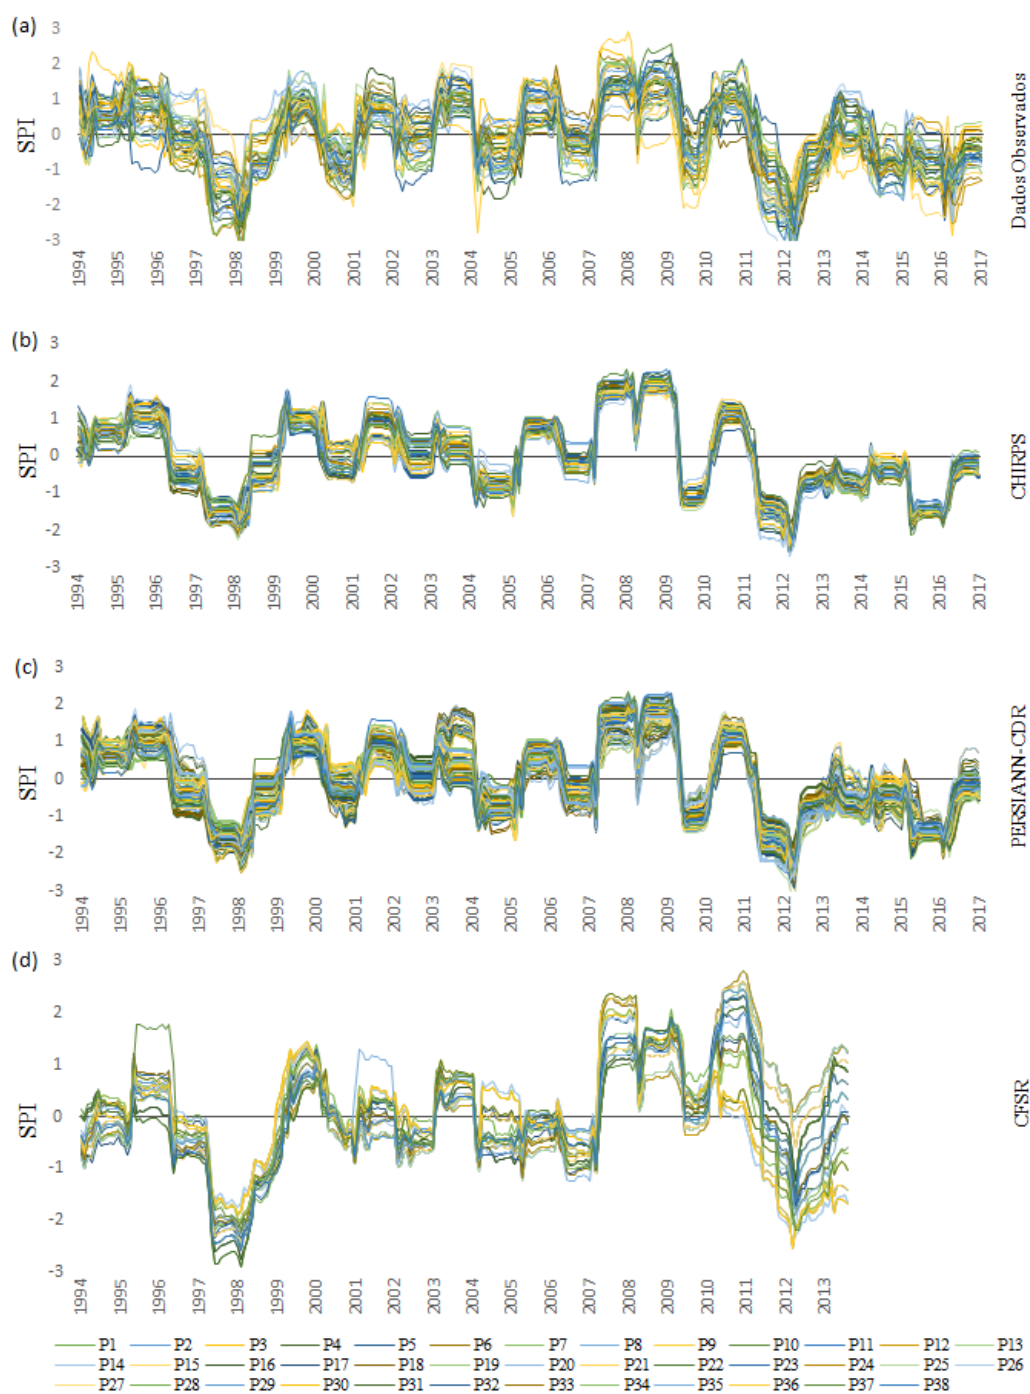 (a)
3
2
1
0
-1
-2
-3
SPI
Dados Observados
1994 1995 1996 1997 1998 1999 2000 2001 2002 2003 2004 2005 2006 2007 2008 2009 2010 2011 2012 2013 2014 2015 2016 2017
(b)
3
2
1
0
-1
-2
-3
SPI
CHIRPS
1994 1995 1996 1997 1998 1999 2000 2001 2002 2003 2004 2005 2006 2007 2008 2009 2010 2011 2012 2013 2014 2015 2016 2017
(c)
3
2
1
0
-1
-2
-3
SPI
PERSIANN-CDR
1994 1995 1996 1997 1998 1999 2000 2001 2002 2003 2004 2005 2006 2007 2008 2009 2010 2011 2012 2013 2014 2015 2016 2017
(d)
3
2
1
0
-1
-2
-3
SPI
CFSR
1994 1995 1996 1997 1998 1999 2000 2001 2002 2003 2004 2005 2006 2007 2008 2009 2010 2011 2012 2013
P1 P2 P3 P4 P5 P6 P7 P8 P9 P10 P11 P12 P13
P14 P15 P16 P17 P18 P19 P20 P21 P22 P23 P24 P25 P26
P27 P28 P29 P30 P31 P32 P33 P34 P35 P36 P37 P38